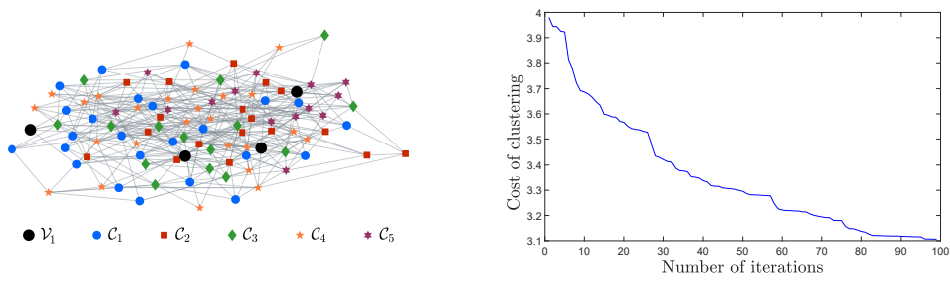 𝒱₁ 𝒞₁ 𝒞₂ 𝒞₃ 𝒞₄ 𝒞₅
4
3.9
3.8
3.7
3.6
3.5
3.4
3.3
3.2
3.1
0 10 20 30 40 50 60 70 80 90 100
Cost of clustering
Number of iterations